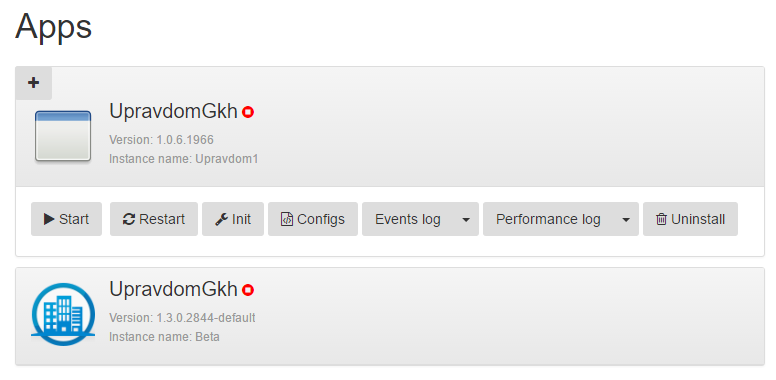 Apps
UpravdomGkh
Version: 1.0.6.1966
Instance name: Upravdom1
Start Restart Init Configs Events log Performance log Uninstall
UpravdomGkh
Version: 1.3.0.2844-default
Instance name: Beta